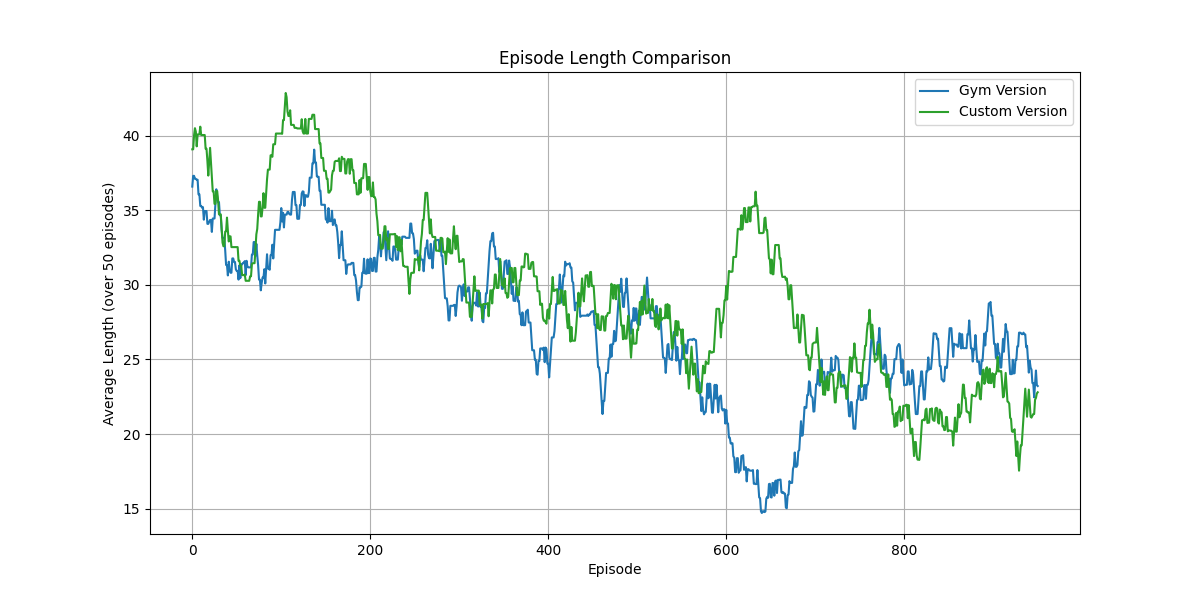 Episode Length Comparison
Gym Version
Custom Version
Average Length (over 50 episodes)
40
35
30
25
20
15
0 200 400 600 800
Episode